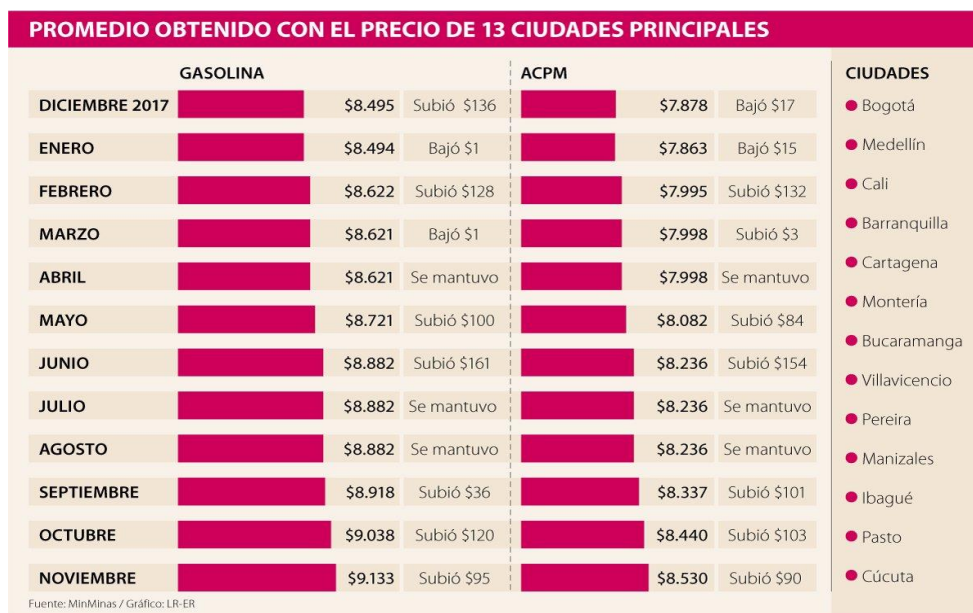 PROMEDIO OBTENIDO CON EL PRECIO DE 13 CIUDADES PRINCIPALES
GASOLINA ACPM
DICIEMBRE 2017 $8.495 Subió $136 $7.878 Bajó $17
ENERO $8.494 Bajó $1 $7.863 Bajó $15
FEBRERO $8.622 Subió $128 $7.995 Subió $132
MARZO $8.621 Bajó $1 $7.998 Subió $3
ABRIL $8.621 Se mantuvo $7.998 Se mantuvo
MAYO $8.721 Subió $100 $8.082 Subió $84
JUNIO $8.882 Subió $161 $8.236 Subió $154
JULIO $8.882 Se mantuvo $8.236 Se mantuvo
AGOSTO $8.882 Se mantuvo $8.236 Se mantuvo
SEPTIEMBRE $8.918 Subió $36 $8.337 Subió $101
OCTUBRE $9.038 Subió $120 $8.440 Subió $103
NOVIEMBRE $9.133 Subió $95 $8.530 Subió $90
CIUDADES
Bogotá
Medellín
Cali
Barranquilla
Cartagena
Montería
Bucaramanga
Villavicencio
Pereira
Manizales
Ibagué
Pasto
Cúcuta
Fuente: MinMinas / Gráfico: LR-ER